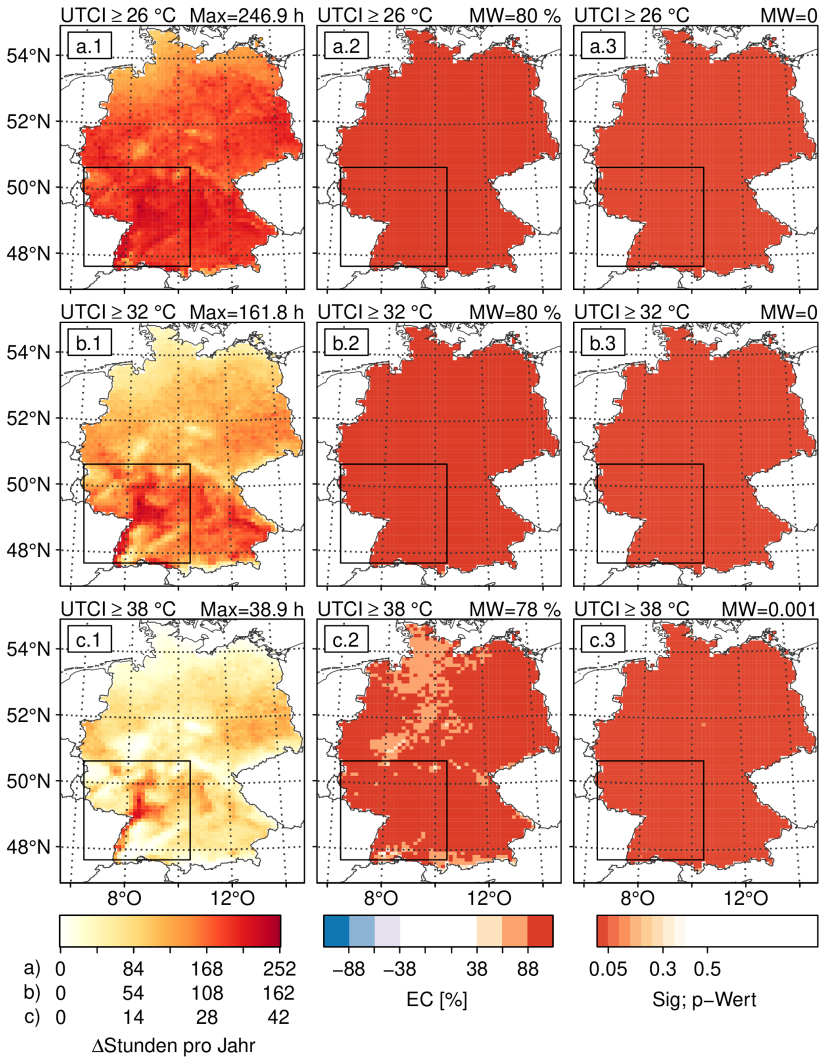 UTCI ≥ 26 °C Max=246.9 h UTCI ≥ 26 °C MW=80 % UTCI ≥ 26 °C MW=0
54°N a.1 a.2 a.3
52°N
50°N
48°N
UTCI ≥ 32 °C Max=161.8 h UTCI ≥ 32 °C MW=80 % UTCI ≥ 32 °C MW=0
54°N b.1 b.2 b.3
52°N
50°N
48°N
UTCI ≥ 38 °C Max=38.9 h UTCI ≥ 38 °C MW=78 % UTCI ≥ 38 °C MW=0.001
54°N c.1 c.2 c.3
52°N
50°N
48°N
8°O 12°O 8°O 12°O 8°O 12°O
a) 0 84 168 252 −88 −38 38 88 0.05 0.3 0.5
b) 0 54 108 162 EC [%] Sig; p−Wert
c) 0 14 28 42
ΔStunden pro Jahr